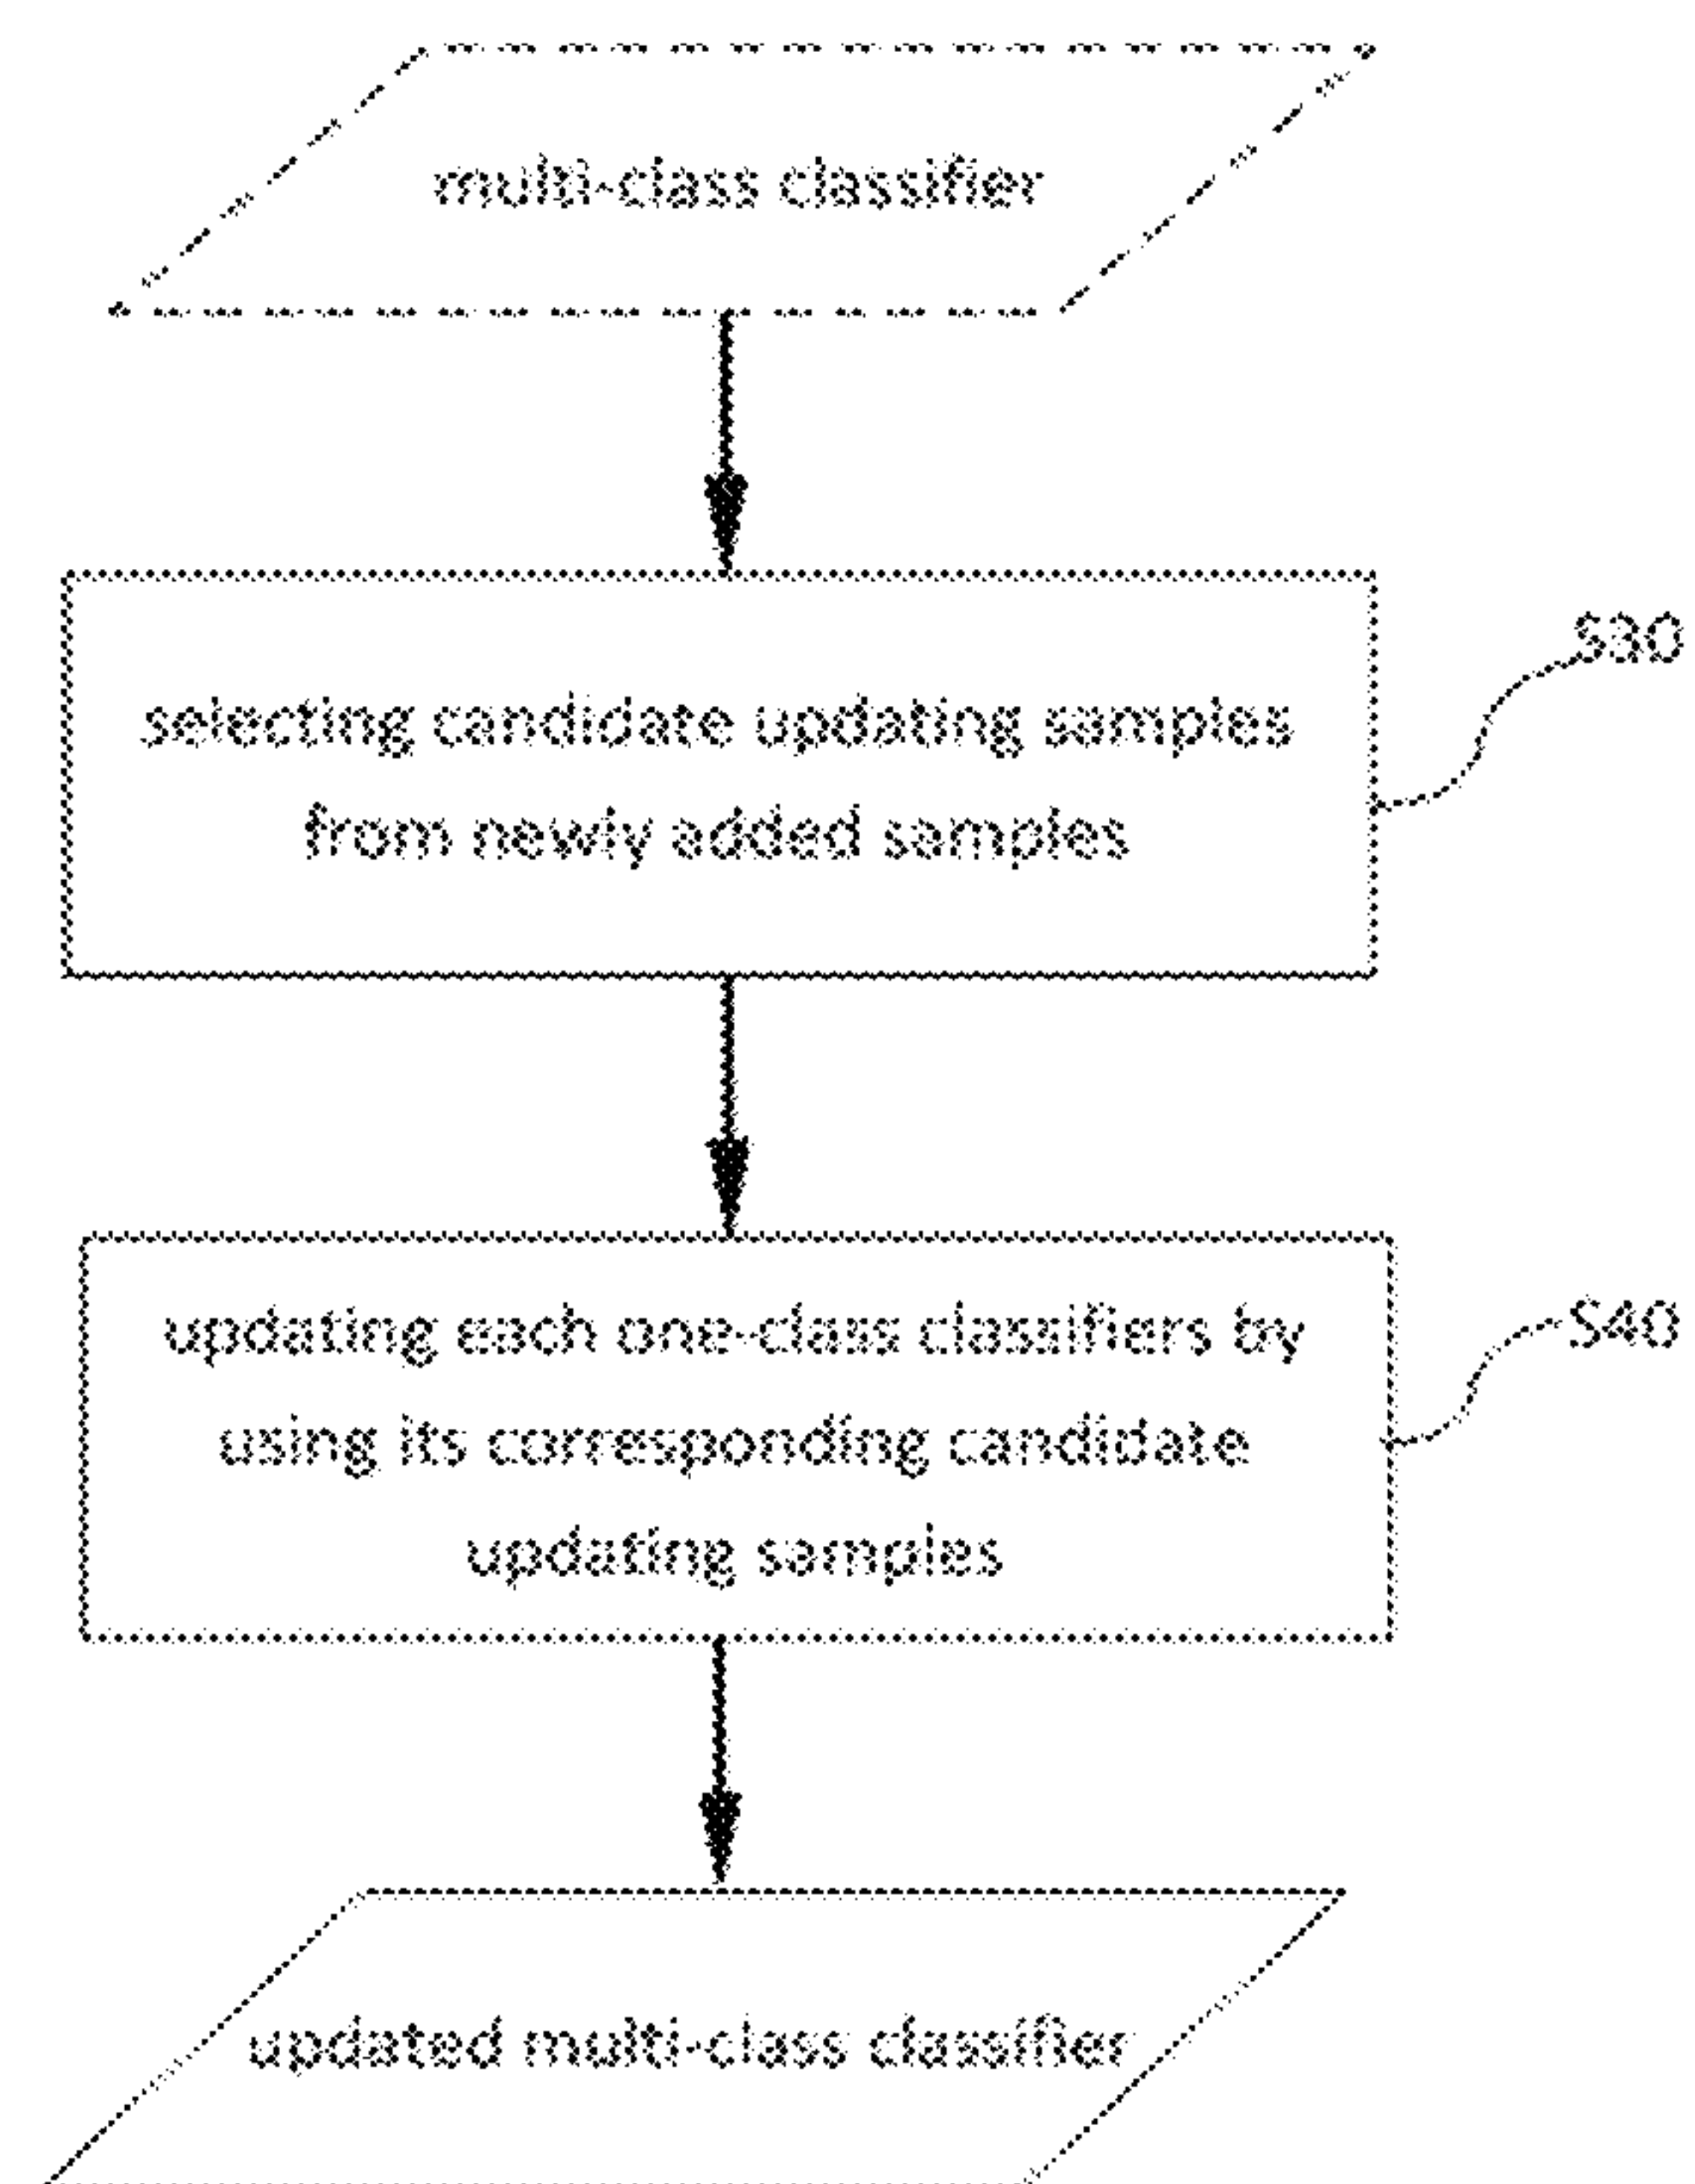 multi-class classifier
S30
selecting candidate updating samples
from newly added samples
updating each one-class classifiers by
S40
using its corresponding candidate
updating samples
updated multi-class classifier